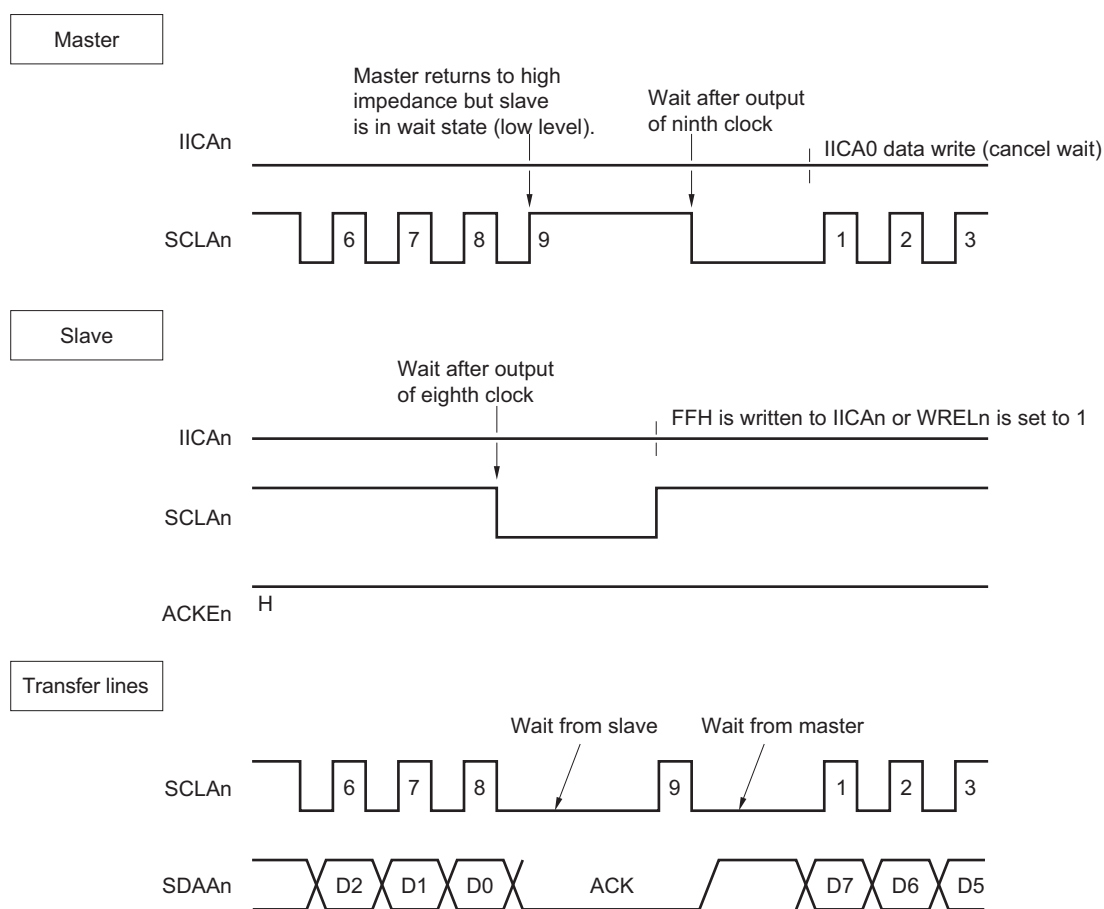 Master
Master returns to high
impedance but slave
is in wait state (low level).
Wait after output
of ninth clock
IICAn
IICA0 data write (cancel wait)
SCLAn
6 7 8 9 1 2 3
Slave
Wait after output
of eighth clock
FFH is written to IICAn or WRELn is set to 1
IICAn
SCLAn
H
ACKEn
Transfer lines
Wait from slave Wait from master
SCLAn
6 7 8 9 1 2 3
SDAAn
D2 D1 D0 ACK D7 D6 D5